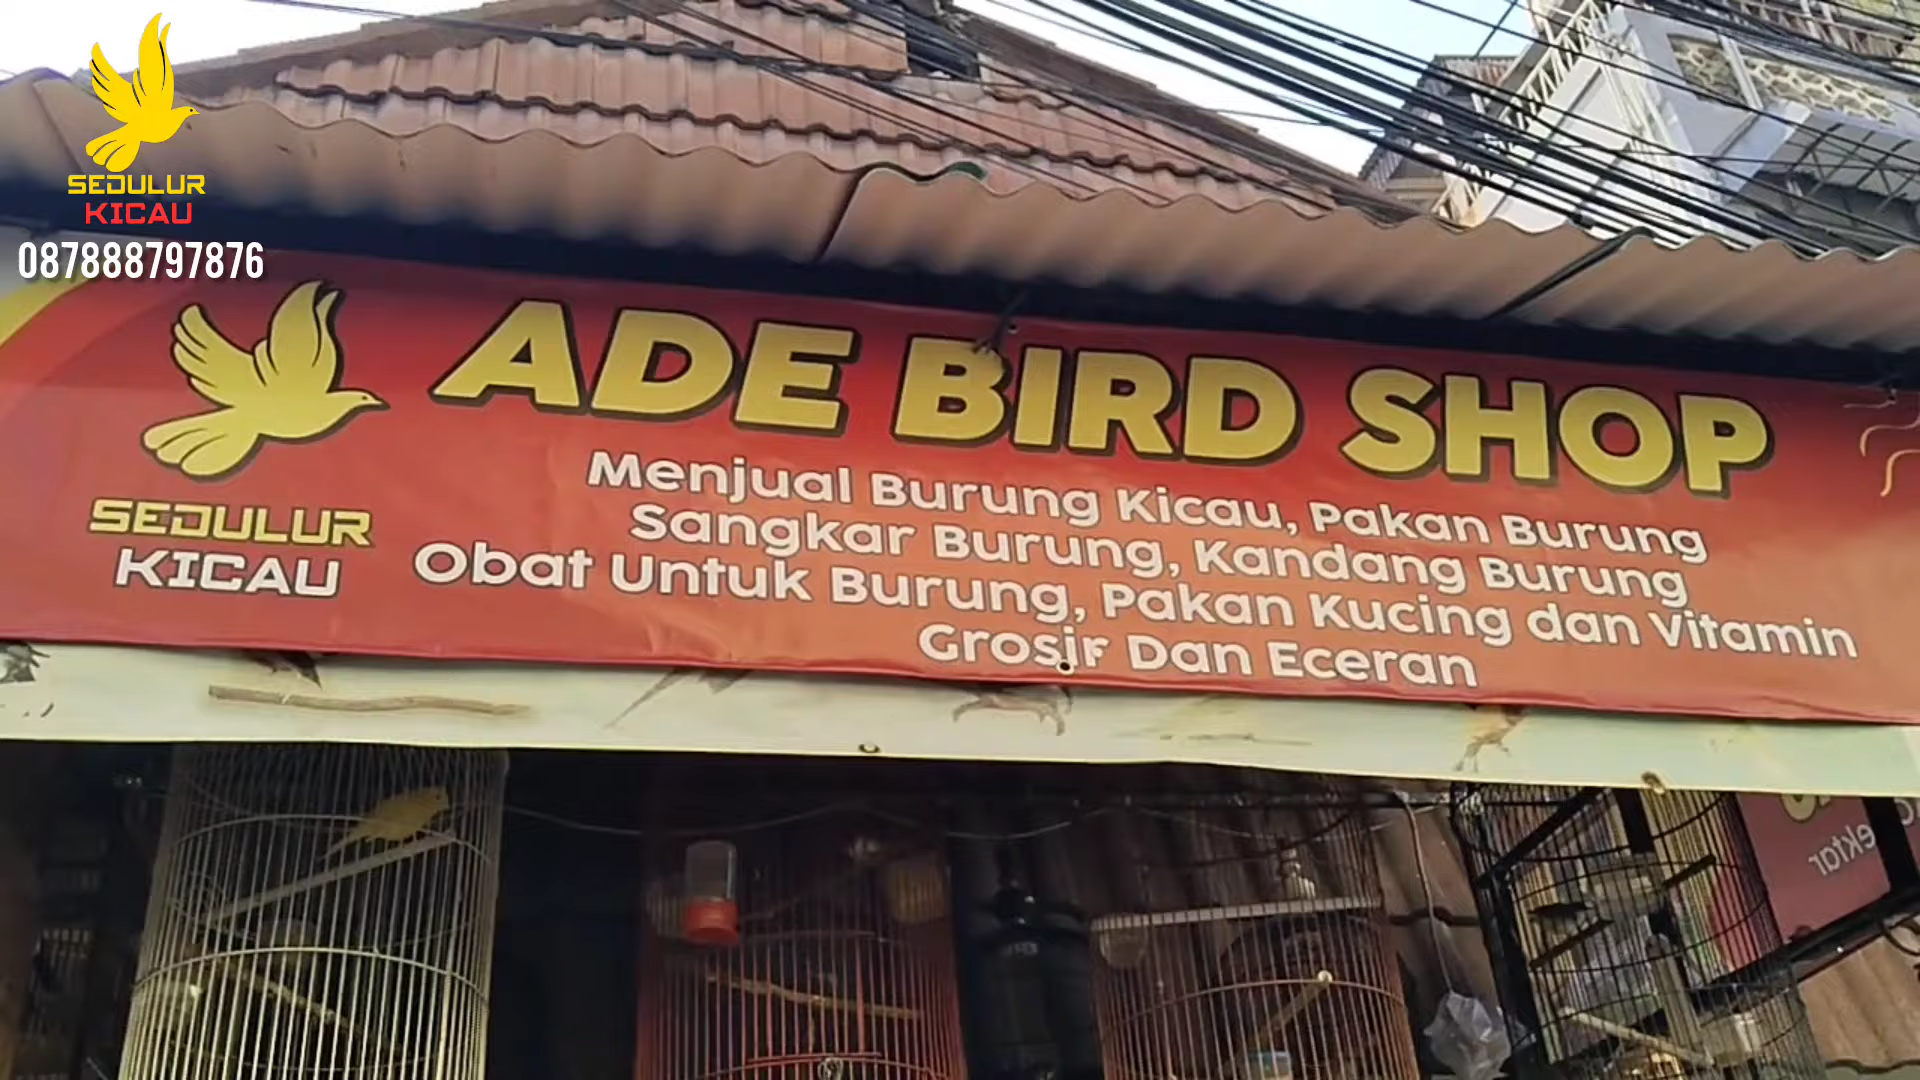 SEDULUR
KICAU
087888797876
ADE BIRD SHOP
SEDULUR
KICAU
Menjual Burung Kicau, Pakan Burung
Sangkar Burung, Kandang Burung
Obat Untuk Burung, Pakan Kucing dan Vitamin
Grosir Dan Eceran